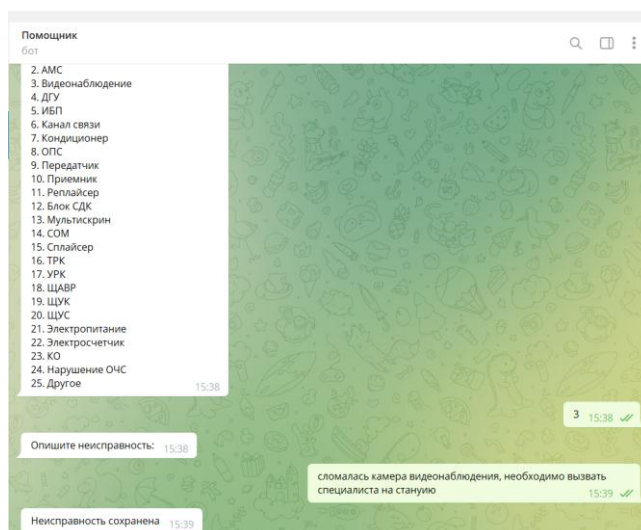 Помощник
бот
2. АМС
3. Видеонаблюдение
4. ДГУ
5. ИБП
6. Канал связи
7. Кондиционер
8. ОПС
9. Передатчик
10. Приемник
11. Реплайсер
12. Блок СДК
13. Мультискрин
14. СОМ
15. Сплайсер
16. ТРК
17. УРК
18. ЩАВР
19. ЩУК
20. ЩУС
21. Электропитание
22. Электросчетчик
23. КО
24. Нарушение ОЧС
25. Другое
15:38
3 15:38
Опишите неисправность: 15:38
сломалась камера видеонаблюдения, необходимо вызвать
специалиста на стануию
15:39
Неисправность сохранена 15:39